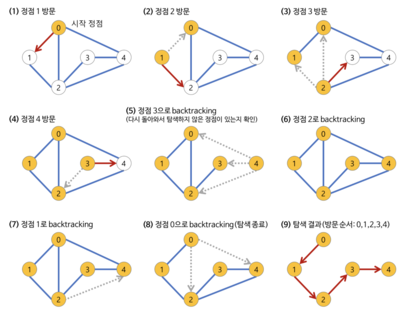 (1) 정점 1 방문
0 시작 정점
1 3 4
2
(2) 정점 2 방문
0
1 3 4
2
(3) 정점 3 방문
0
1 3 4
2
(4) 정점 4 방문
0
1 3 4
2
(5) 정점 3으로 backtracking
(다시 돌아와서 탐색하지 않은 정점이 있는지 확인)
0
1 3 4
2
(6) 정점 2로 backtracking
0
1 3 4
2
(7) 정점 1로 backtracking
0
1 3 4
2
(8) 정점 0으로 backtracking(탐색 종료)
0
1 3 4
2
(9) 탐색 결과(방문 순서: 0,1,2,3,4)
0
1 3 4
2